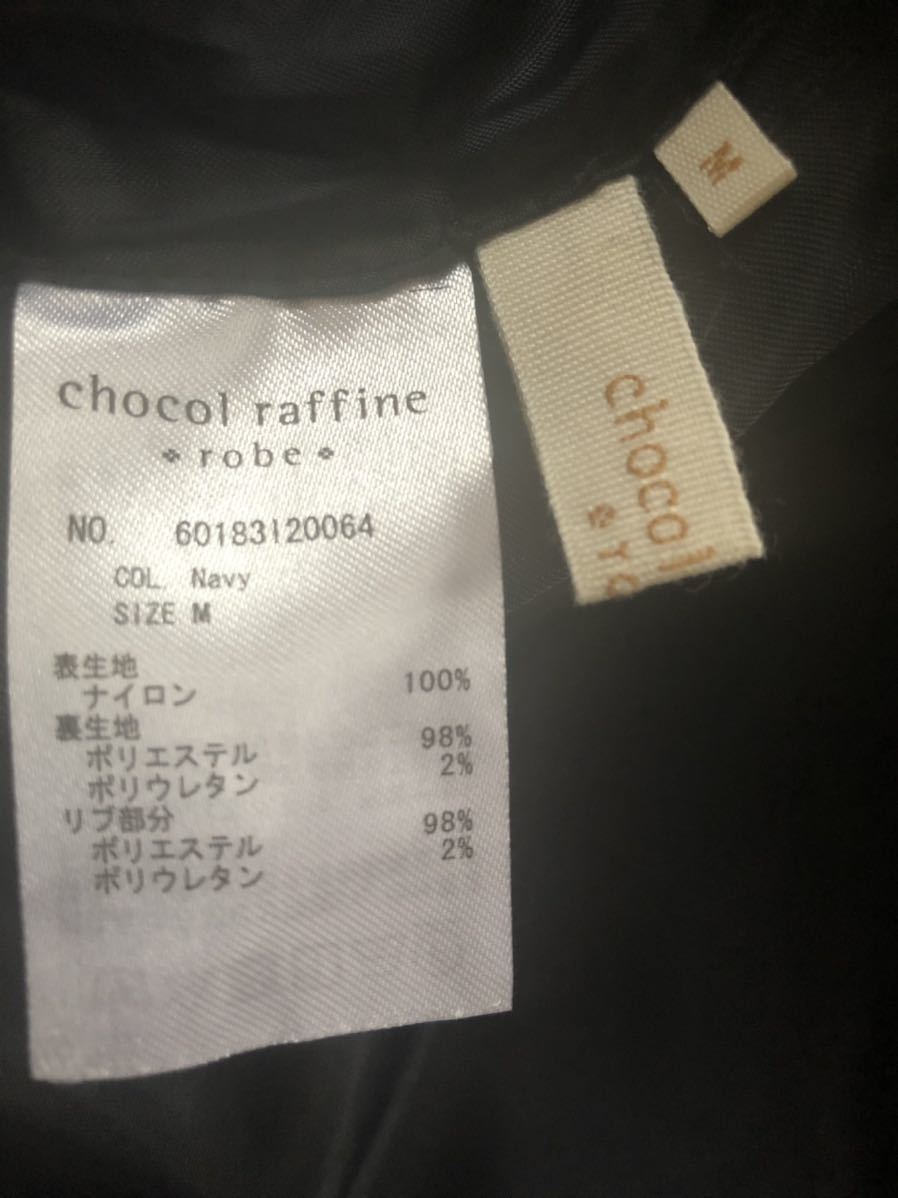 chocol raffine
robe
NO. 60183120064
COL. Navy
SIZE M
表生地
ナイロン 100%
裏生地
ポリエステル 98%
ポリウレタン 2%
リブ部分
ポリエステル 98%
ポリウレタン 2%
chocol
M